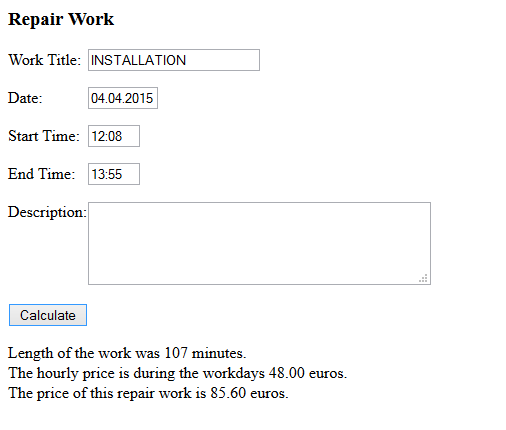 Repair Work
Work Title: INSTALLATION
Date: 04.04.2015
Start Time: 12:08
End Time: 13:55
Description:
Calculate
Length of the work was 107 minutes.
The hourly price is during the workdays 48.00 euros.
The price of this repair work is 85.60 euros.